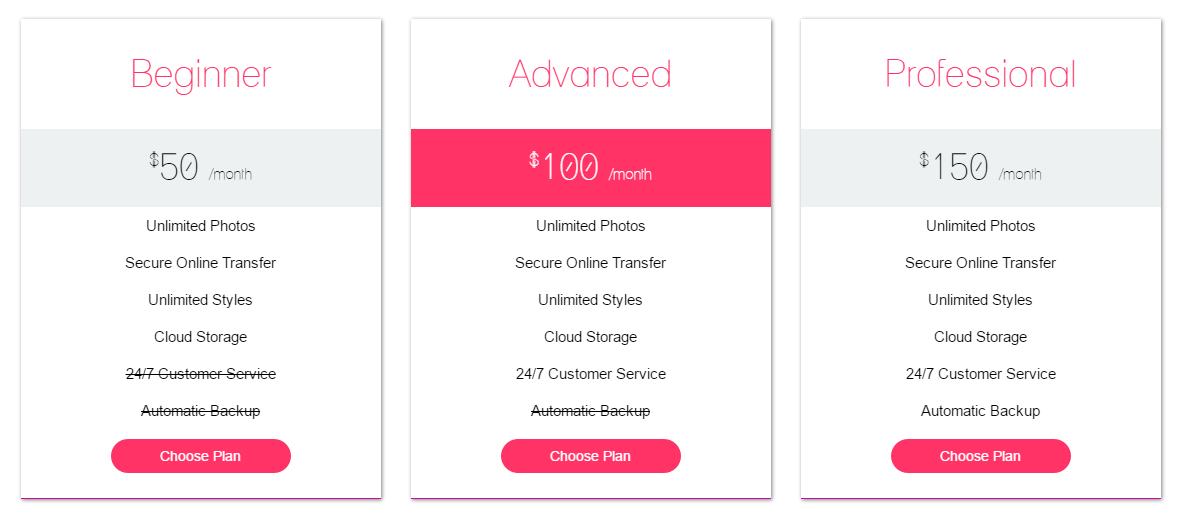 Beginner
$50 /month
Unlimited Photos
Secure Online Transfer
Unlimited Styles
Cloud Storage
24/7 Customer Service
Automatic Backup
Choose Plan
Advanced
$100 /month
Unlimited Photos
Secure Online Transfer
Unlimited Styles
Cloud Storage
24/7 Customer Service
Automatic Backup
Choose Plan
Professional
$150 /month
Unlimited Photos
Secure Online Transfer
Unlimited Styles
Cloud Storage
24/7 Customer Service
Automatic Backup
Choose Plan